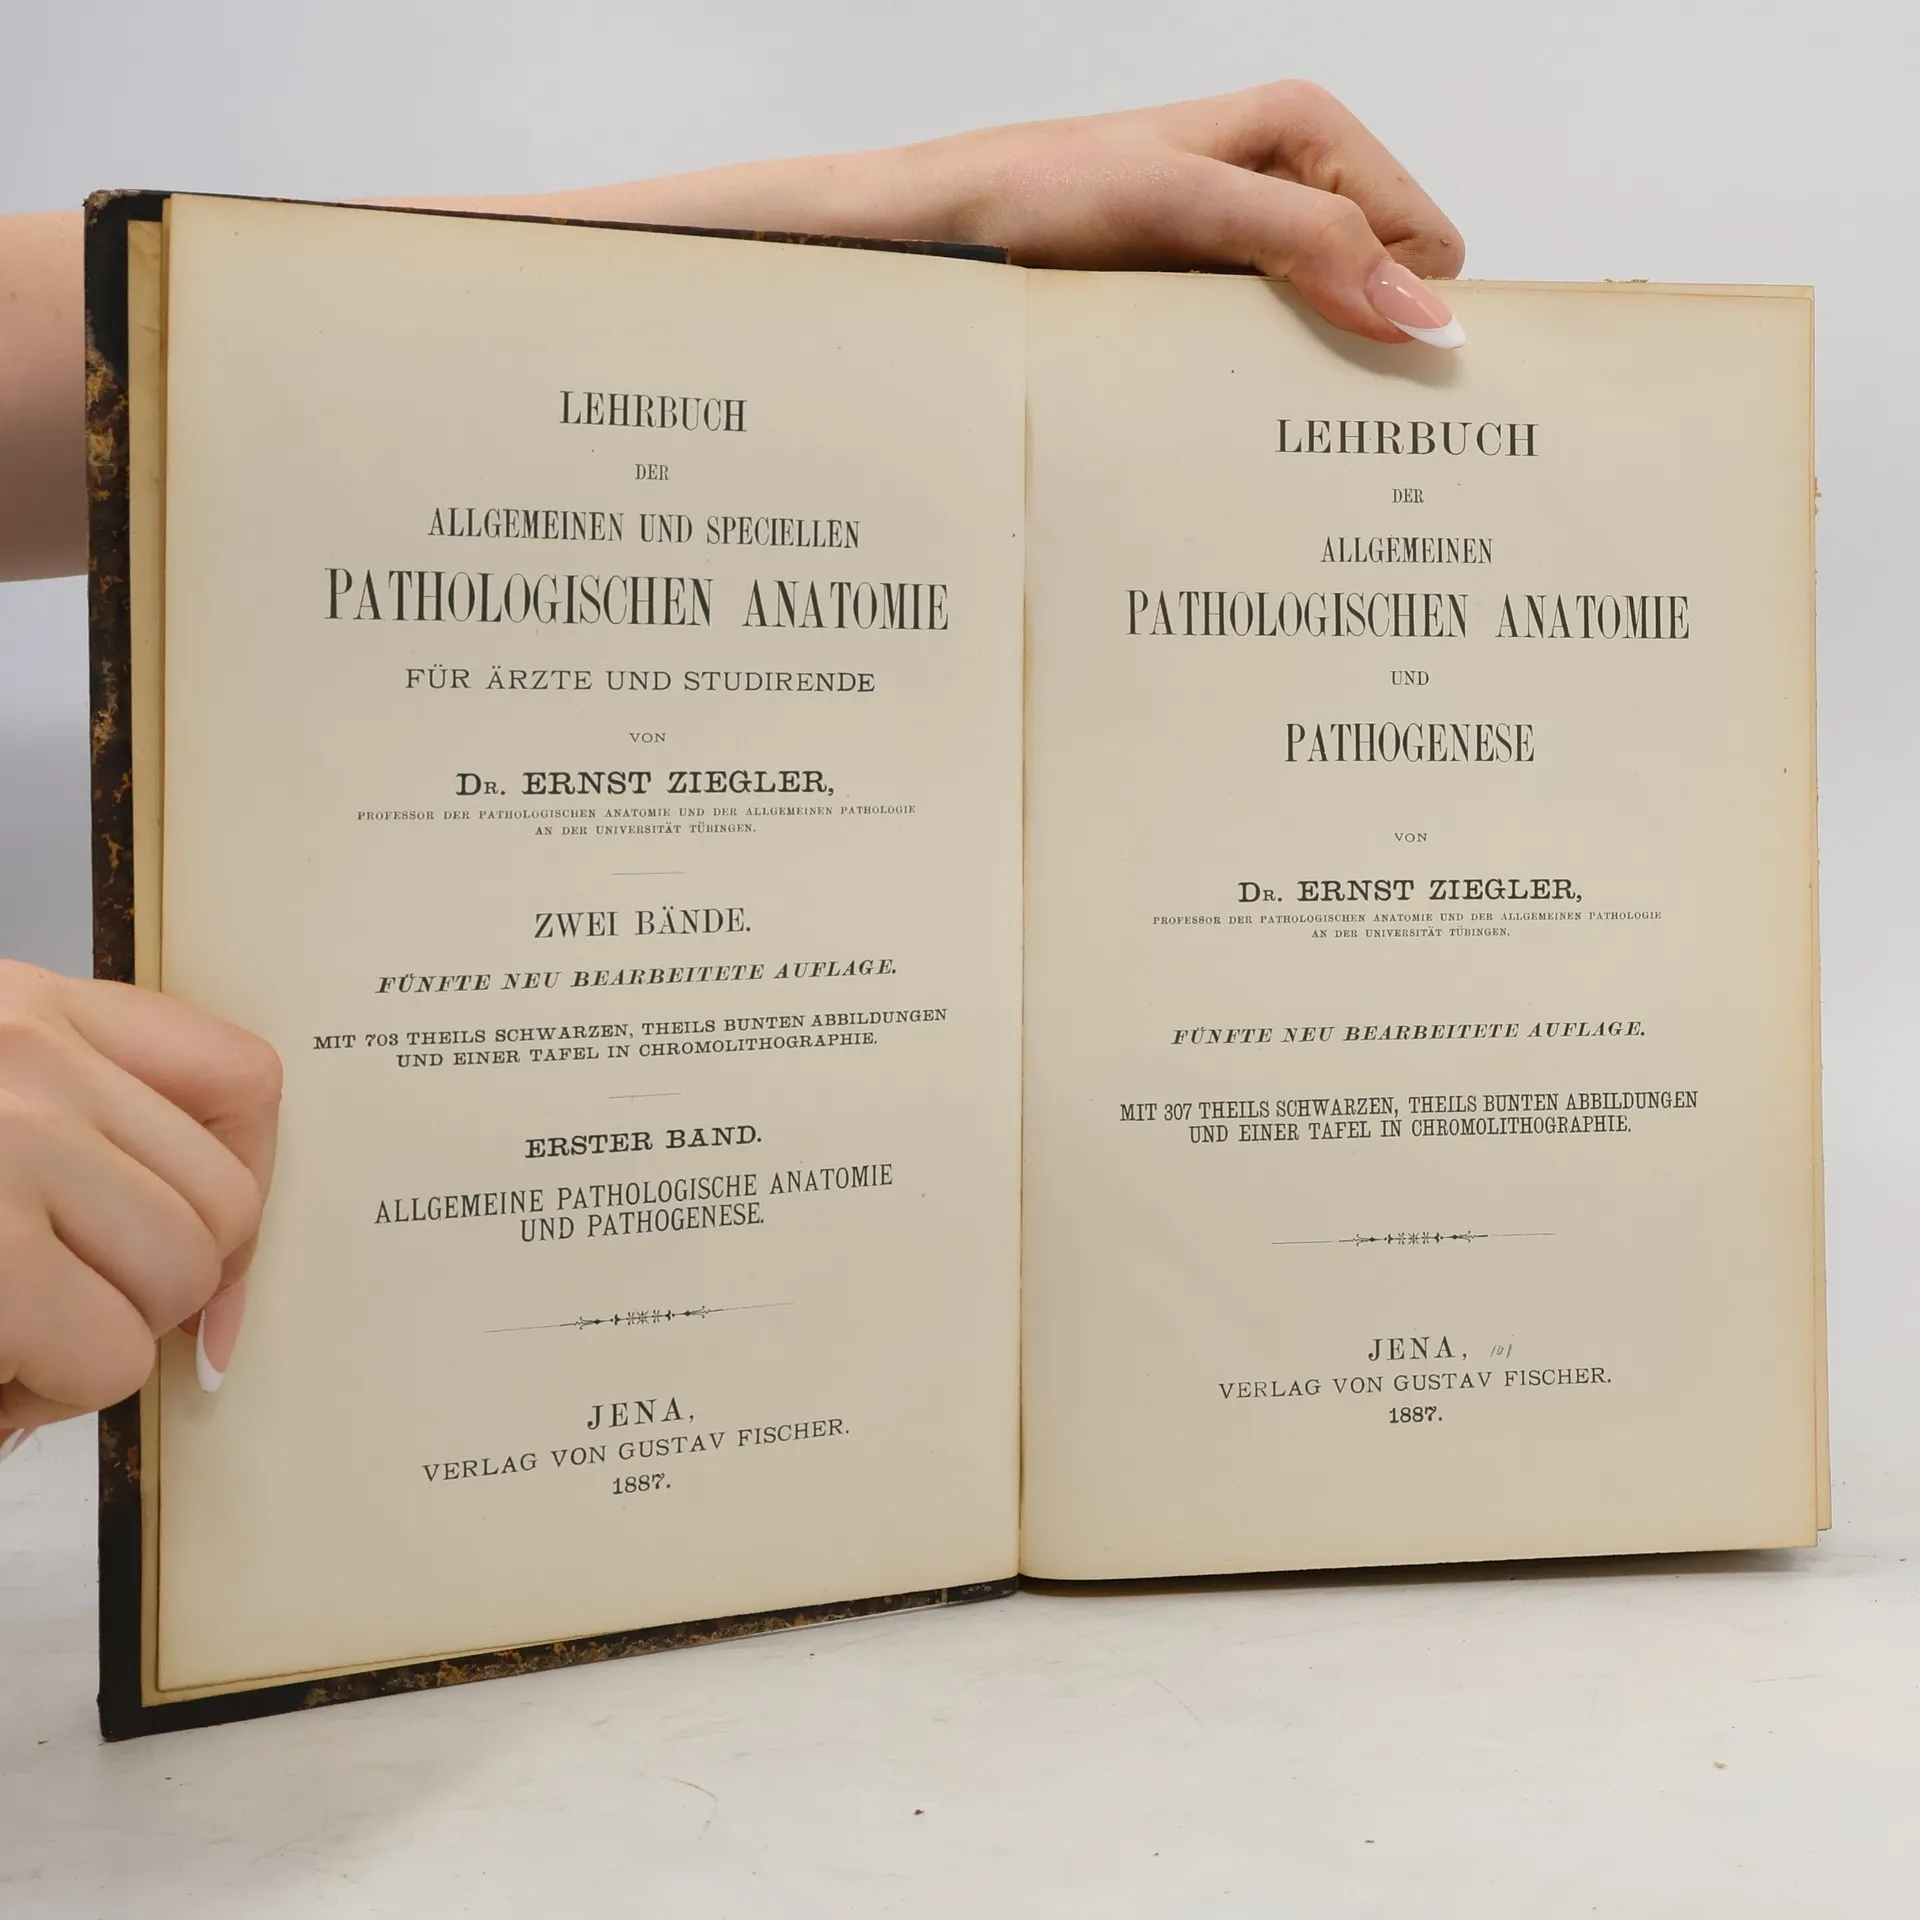 LEHRBUCH
DER
ALLGEMEINEN UND SPECIELLEN
PATHOLOGISCHEN ANATOMIE
FÜR ÄRZTE UND STUDIRENDE
VON
DR. ERNST ZIEGLER,
PROFESSOR DER PATHOLOGISCHEN ANATOMIE UND DER ALLGEMEINEN PATHOLOGIE
AN DER UNIVERSITÄT TÜBINGEN.
ZWEI BÄNDE.
FÜNFTE NEU BEARBEITETE AUFLAGE.
MIT 703 THEILS SCHWARZEN, THEILS BUNTEN ABBILDUNGEN
UND EINER TAFEL IN CHROMOLITHOGRAPHIE.
ERSTER BAND.
ALLGEMEINE PATHOLOGISCHE ANATOMIE
UND PATHOGENESE.
JENA,
VERLAG VON GUSTAV FISCHER.
1887.
LEHRBUCH
DER
ALLGEMEINEN
PATHOLOGISCHEN ANATOMIE
UND
PATHOGENESE
VON
DR. ERNST ZIEGLER,
PROFESSOR DER PATHOLOGISCHEN ANATOMIE UND DER ALLGEMEINEN PATHOLOGIE
AN DER UNIVERSITÄT TÜBINGEN.
FÜNFTE NEU BEARBEITETE AUFLAGE.
MIT 307 THEILS SCHWARZEN, THEILS BUNTEN ABBILDUNGEN
UND EINER TAFEL IN CHROMOLITHOGRAPHIE.
JENA,
VERLAG VON GUSTAV FISCHER.
1887.